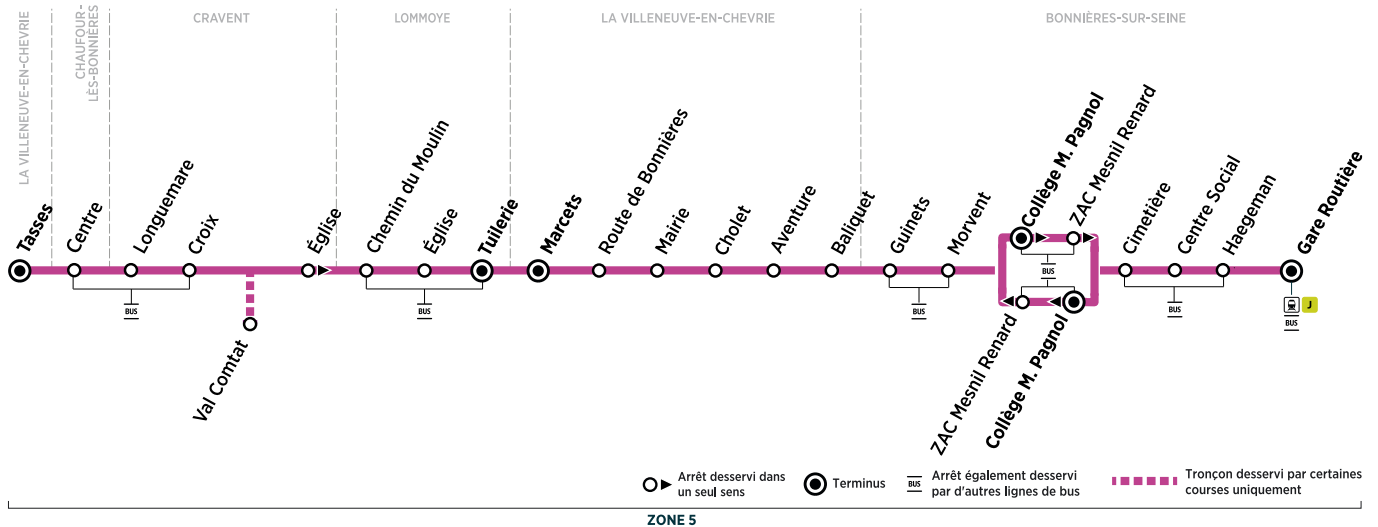 LA VILLENEUVE-EN-CHEVRIE
CHAUFOUR-
LÈS-BONNIÈRES
CRAVENT
LOMMOYE
LA VILLENEUVE-EN-CHEVRIE
BONNIÈRES-SUR-SEINE
Tasses
Centre
Longuemare
Croix
Église
Chemin du Moulin
Église
Tuilerie
Marcets
Route de Bonnières
Mairie
Cholet
Aventure
Baliquet
Guinets
Morvent
Collège M. Pagnol
ZAC Mesnil Renard
Cimetière
Centre Social
Haegeman
Gare Routière
BUS
Val Comtat
BUS
BUS
BUS
BUS
ZAC Mesnil Renard
Collège M. Pagnol
BUS
J
BUS
Arrêt desservi dans
un seul sens
Terminus
BUS
Arrêt également desservi
par d'autres lignes de bus
Tronçon desservi par certaines
courses uniquement
ZONE 5